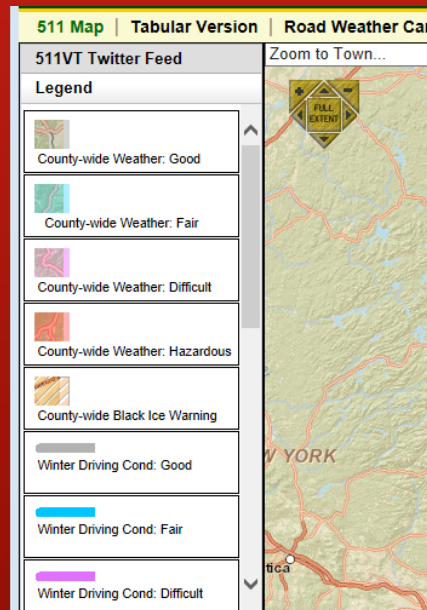 511 Map | Tabular Version | Road Weather
511VT Twitter Feed
Zoom to Town...
Legend
FULL
EXTENT
County-wide Weather: Good
County-wide Weather: Fair
County-wide Weather: Difficult
County-wide Weather: Hazardous
County-wide Black Ice Warning
Winter Driving Cond: Good
YORK
Winter Driving Cond: Fair
tica
Winter Driving Cond: Difficult